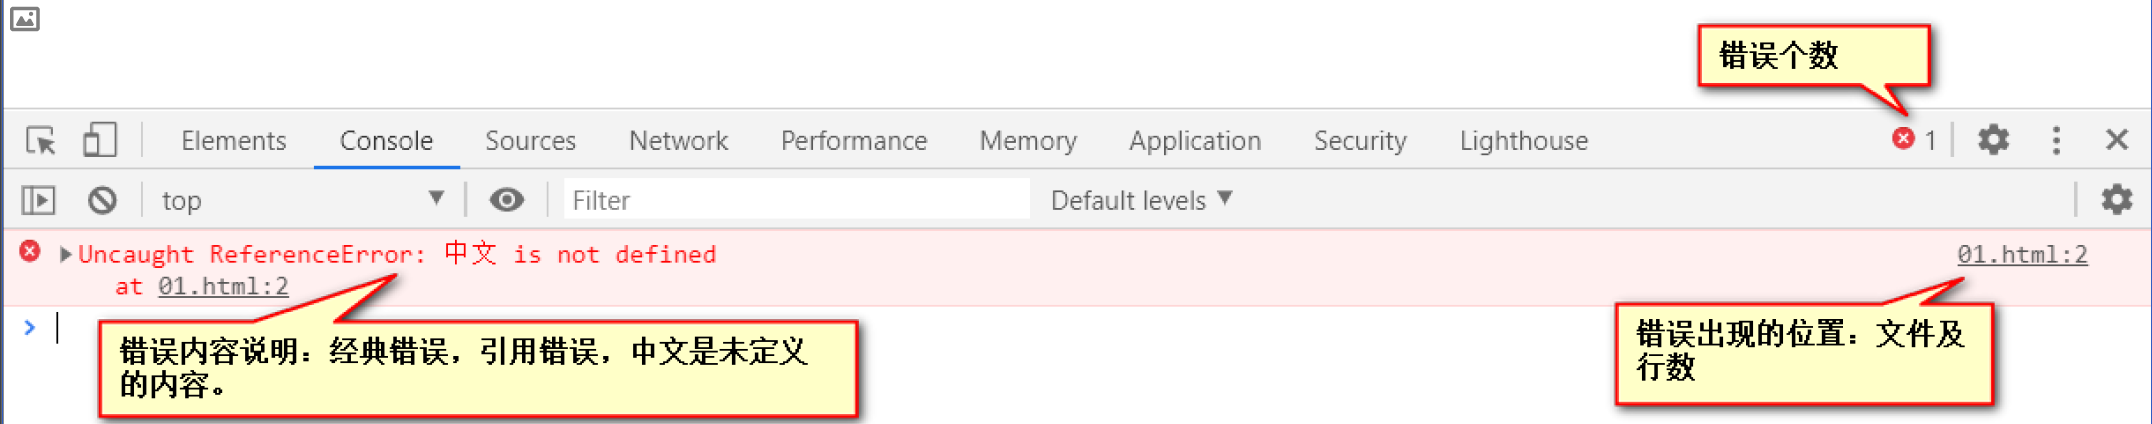 错误个数
Elements Console Sources Network Performance Memory Application Security Lighthouse 1
top Filter Default levels
Uncaught ReferenceError: 中文 is not defined 01.html:2
at 01.html:2
错误内容说明：经典错误，引用错误，中文是未定义
的内容。
错误出现的位置：文件及
行数